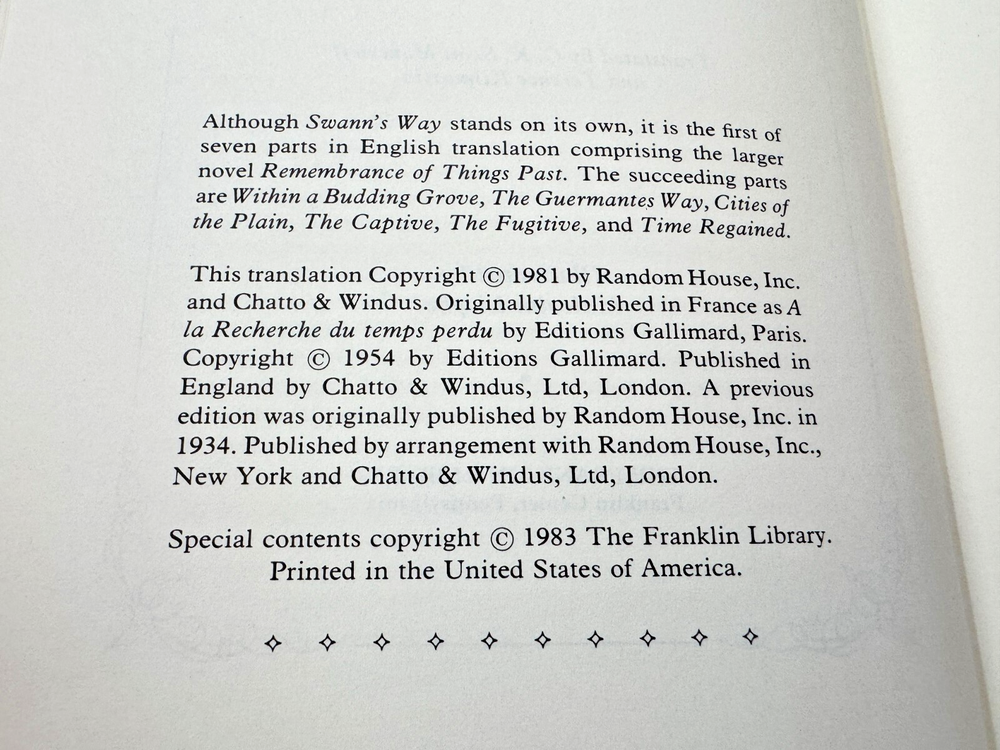 Although Swann's Way stands on its own, it is the first of
seven parts in English translation comprising the larger
novel Remembrance of Things Past. The succeeding parts
are Within a Budding Grove, The Guermantes Way, Cities of
the Plain, The Captive, The Fugitive, and Time Regained.
This translation Copyright © 1981 by Random House, Inc.
and Chatto & Windus. Originally published in France as A
la Recherche du temps perdu by Editions Gallimard, Paris.
Copyright © 1954 by Editions Gallimard. Published in
England by Chatto & Windus, Ltd, London. A previous
edition was originally published by Random House, Inc. in
1934. Published by arrangement with Random House, Inc.,
New York and Chatto & Windus, Ltd, London.
Special contents copyright © 1983 The Franklin Library.
Printed in the United States of America.